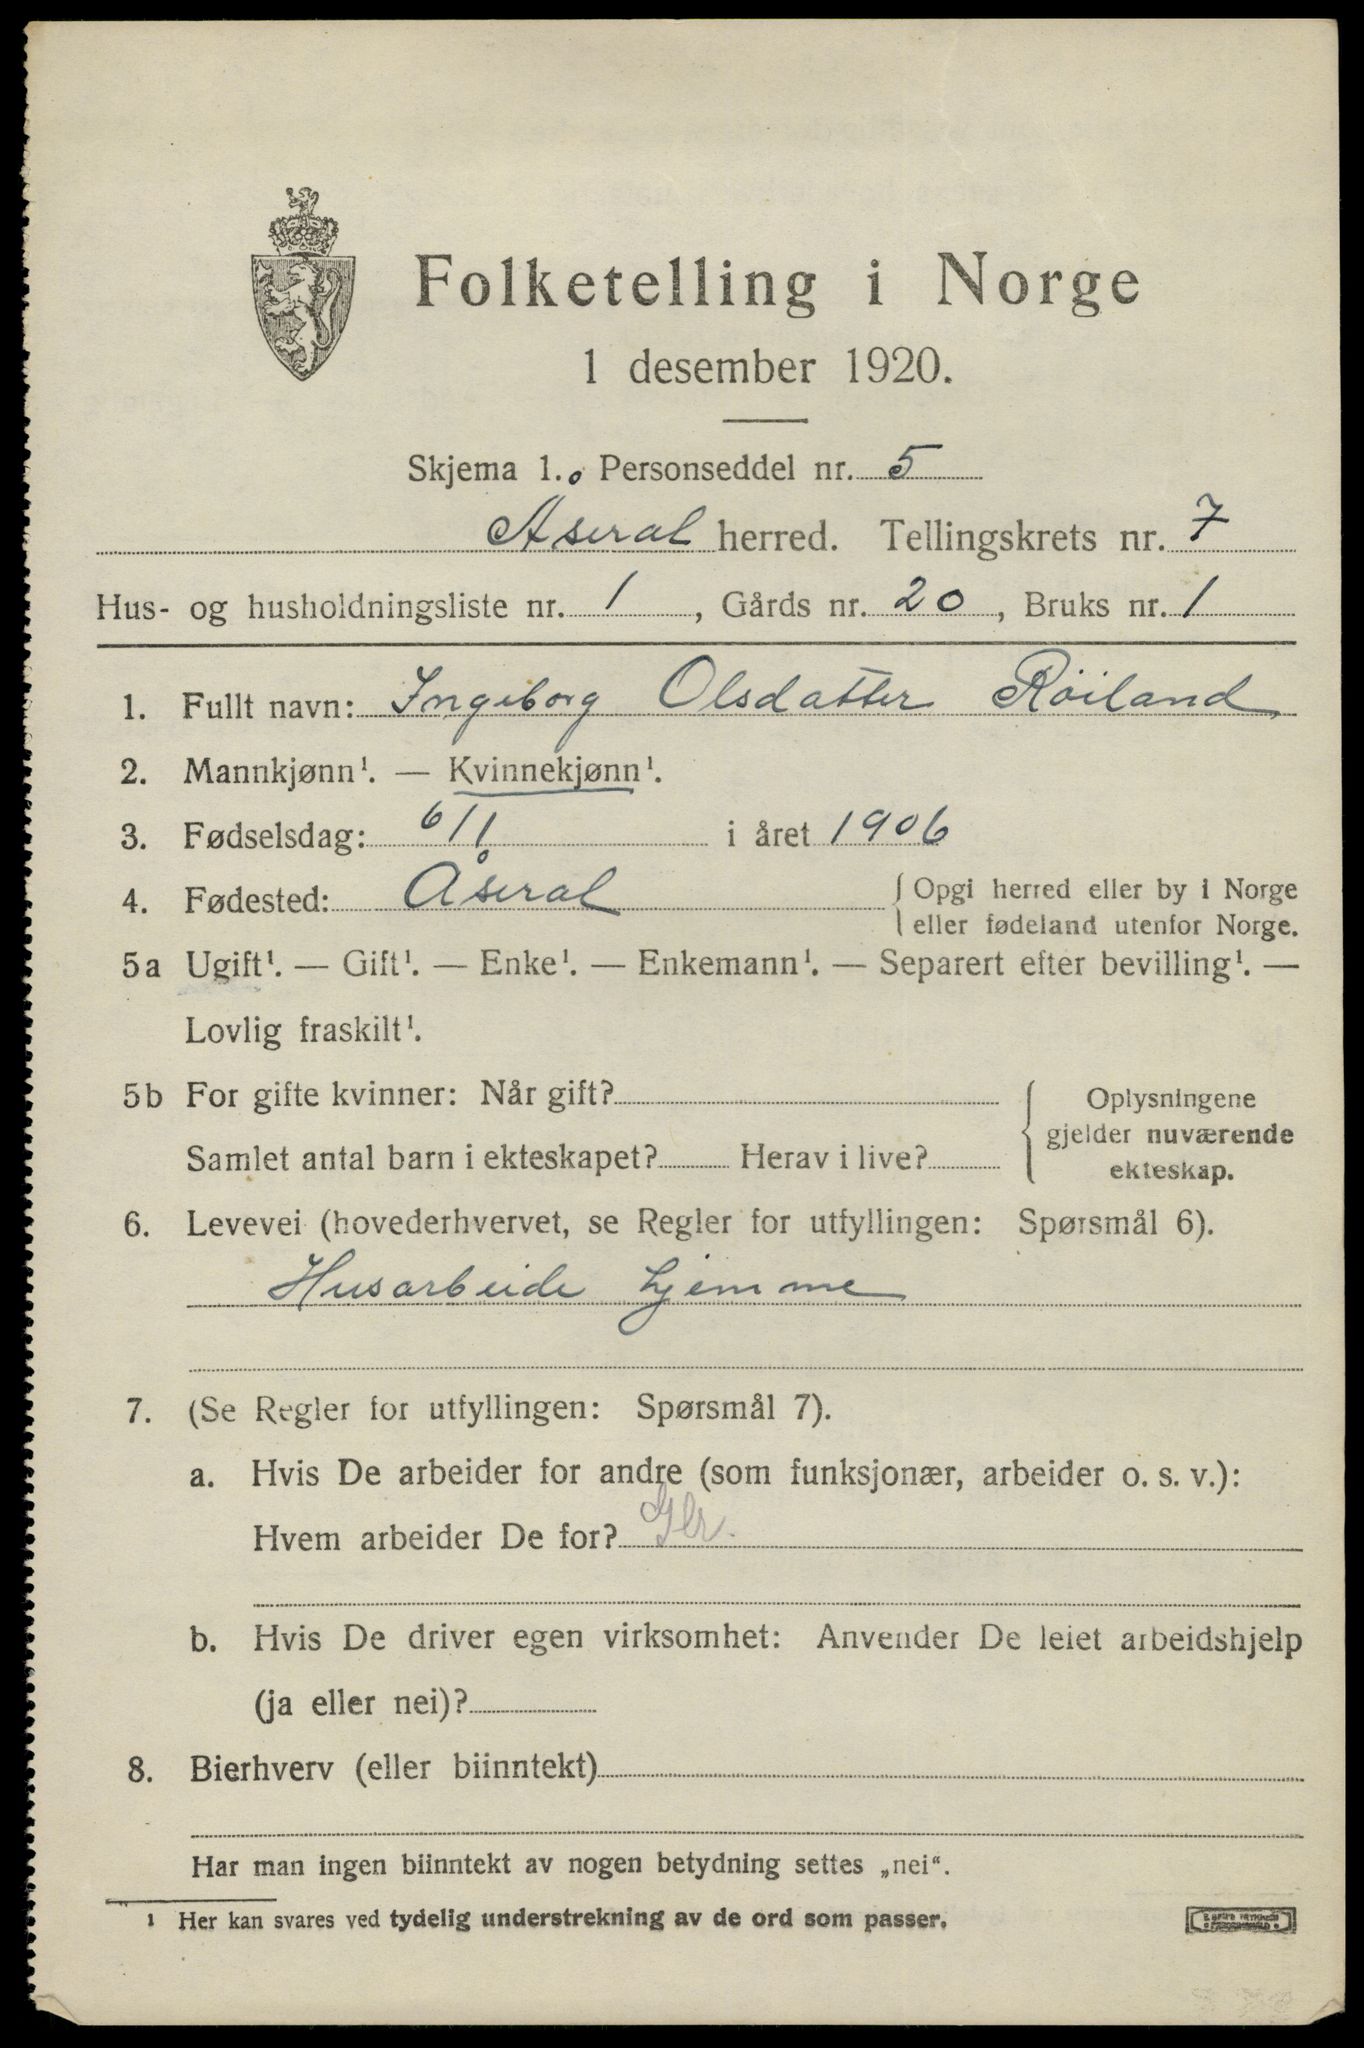 Folketelling i Norge
1 desember 1920.
Skjema 1. Personseddel nr. 5
Åseral herred. Tellingskrets nr. 7
Hus- og husholdningsliste nr. 1, Gårds nr. 20, Bruks nr. 1
1. Fullt navn: Ingeborg Olsdatter Röiland
2. Mannkjønn¹. — Kvinnekjønn¹.
3. Fødselsdag: 6/1 i året 1906
4. Fødested: Åseral { Opgi herred eller by i Norge
eller fødeland utenfor Norge.
5a Ugift¹. — Gift¹. — Enke¹. — Enkemann¹. — Separert efter bevilling¹. —
Lovlig fraskilt¹.
5b For gifte kvinner: Når gift? { Oplysningene
gjelder nuværende
Samlet antal barn i ekteskapet? Herav i live? ekteskap.
6. Levevei (hovederhvervet, se Regler for utfyllingen: Spørsmål 6).
Husarbeide hjemme
7. (Se Regler for utfyllingen: Spørsmål 7).
a. Hvis De arbeider for andre (som funksjonær, arbeider o. s. v.):
Hvem arbeider De for?
b. Hvis De driver egen virksomhet: Anvender De leiet arbeidshjelp
(ja eller nei)?
8. Bierhverv (eller biinntekt)
Har man ingen biinntekt av nogen betydning settes „nei“.
1 Her kan svares ved tydelig understrekning av de ord som passer.